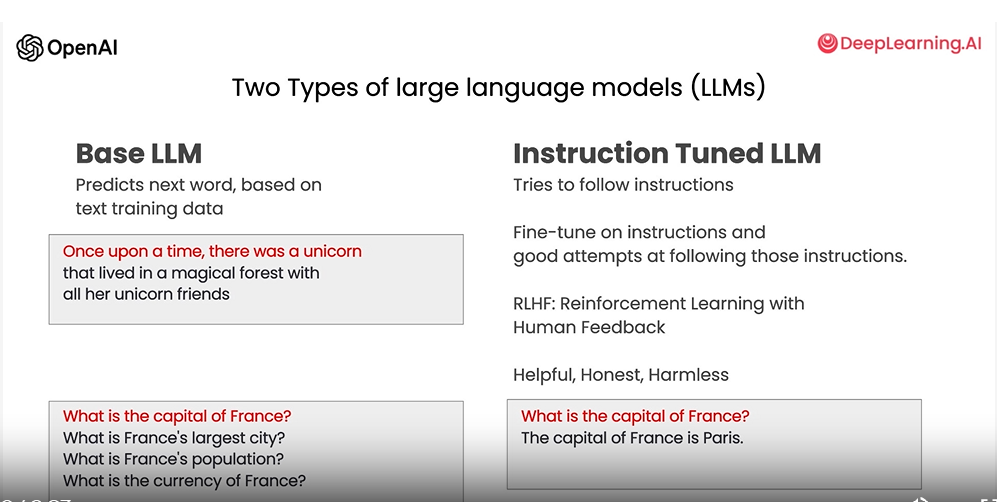 OpenAI
DeepLearning.AI
Two Types of large language models (LLMs)
Base LLM
Predicts next word, based on
text training data
Once upon a time, there was a unicorn
that lived in a magical forest with
all her unicorn friends
What is the capital of France?
What is France's largest city?
What is France's population?
What is the currency of France?
Instruction Tuned LLM
Tries to follow instructions
Fine-tune on instructions and
good attempts at following those instructions.
RLHF: Reinforcement Learning with
Human Feedback
Helpful, Honest, Harmless
What is the capital of France?
The capital of France is Paris.